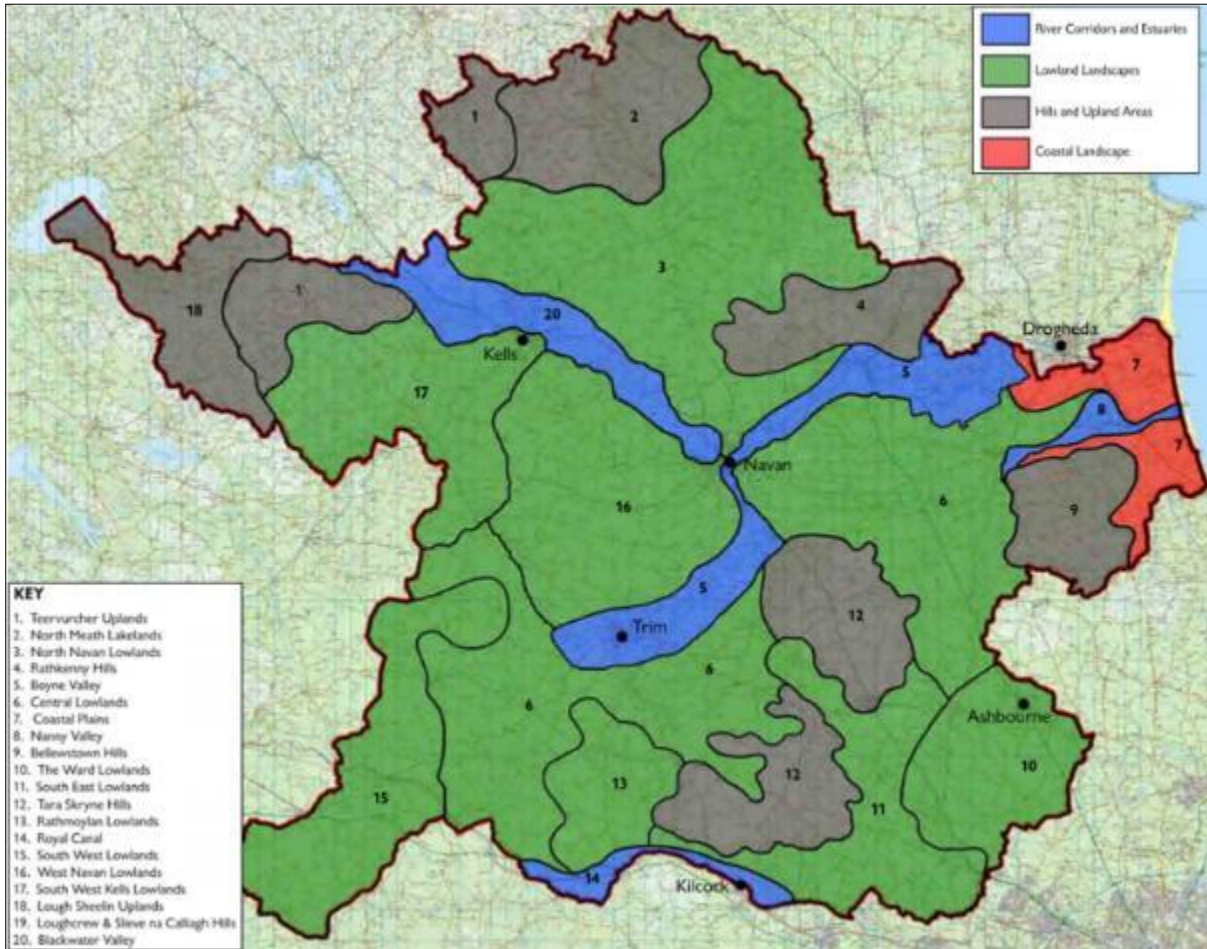 River Corridors and Estuaries
Lowland Landscapes
Hills and Upland Areas
Coastal Landscape
1
2
3
18
1
20
4
Drogheda
7
Kells
5
8
17
7
Navan
16
6
9
5
12
Trim
6
6
Ashbourne
12
10
13
15
11
14
Kilcock
KEY
1. Teervurcher Uplands
2. North Meath Lakelands
3. North Navan Lowlands
4. Rathkenny Hills
5. Boyne Valley
6. Central Lowlands
7. Coastal Plains
8. Nanny Valley
9. Bellewstown Hills
10. The Ward Lowlands
11. South East Lowlands
12. Tara Skryne Hills
13. Rathmoylan Lowlands
14. Royal Canal
15. South West Lowlands
16. West Navan Lowlands
17. South West Kells Lowlands
18. Lough Sheelin Uplands
19. Loughcrew & Slieve na Calliagh Hills
20. Blackwater Valley